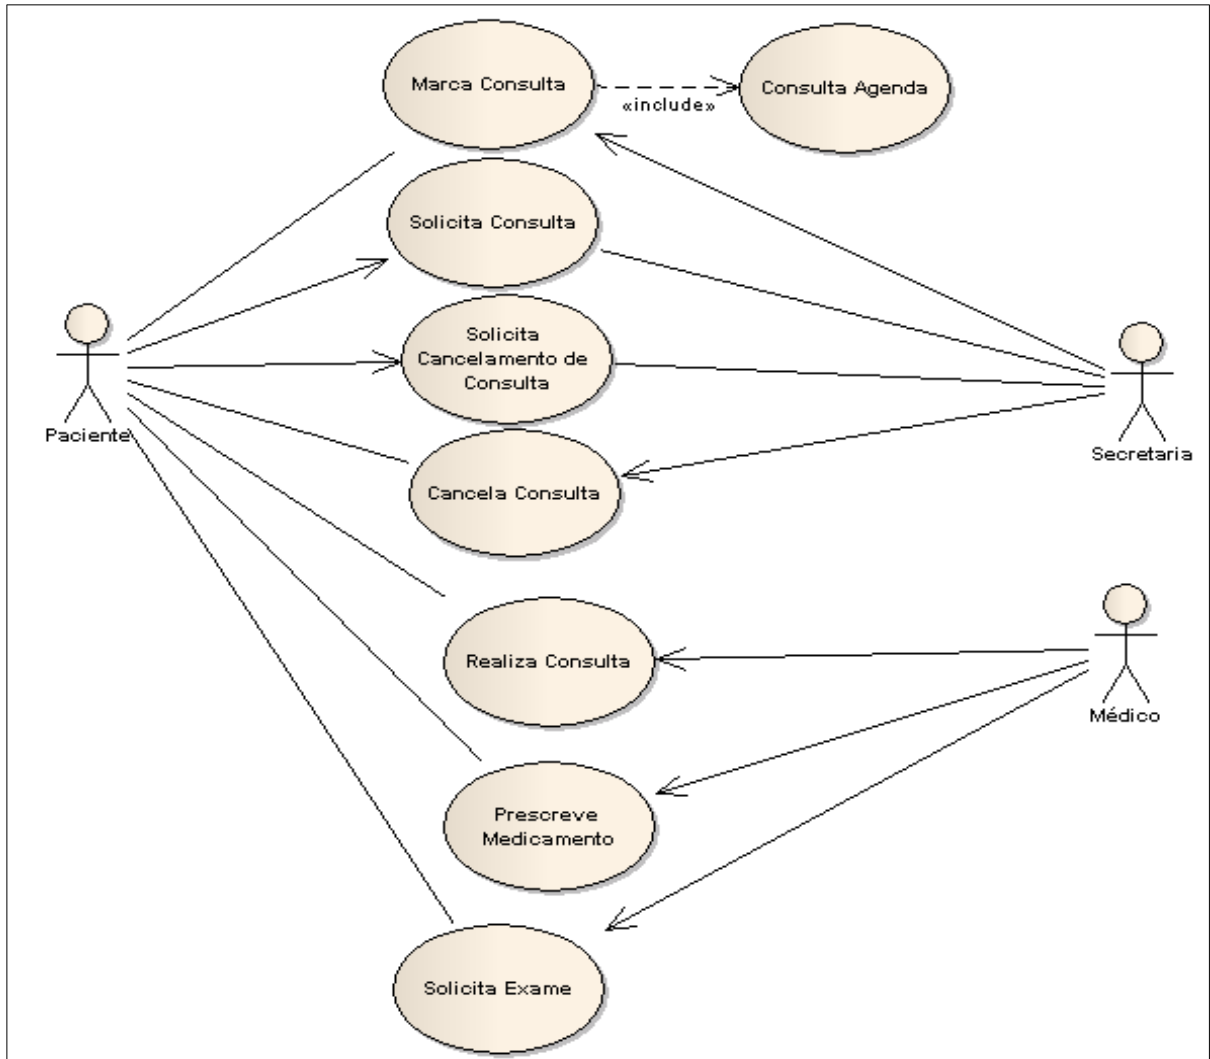 Marca Consulta
Consulta Agenda
«include»
Solicita Consulta
Solicita
Cancelamento de
Consulta
Paciente
Secretaria
Cancela Consulta
Realiza Consulta
Médico
Prescreve
Medicamento
Solicita Exame